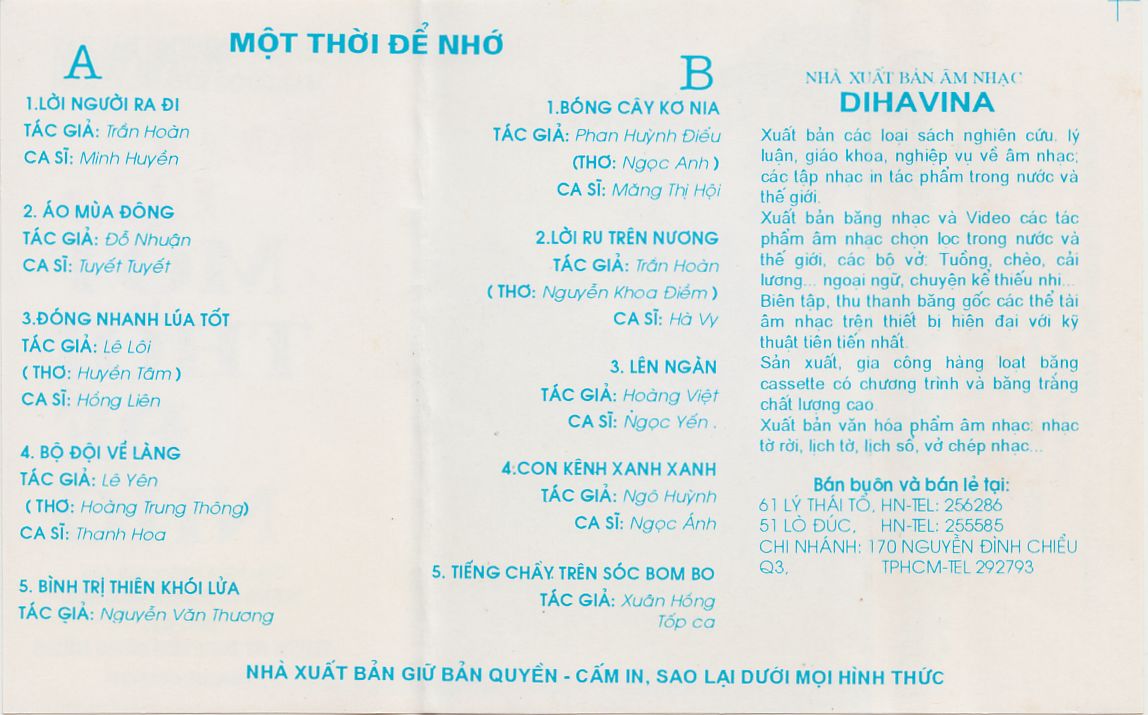 MỘT THỜI ĐỂ NHỚ
A
1.LỜI NGƯỜI RA ĐI
TÁC GIẢ: Trần Hoàn
CA SĨ: Minh Huyền
2. ÁO MÙA ĐÔNG
TÁC GIẢ: Đỗ Nhuận
CA SĨ: Tuyết Tuyết
3.ĐÓNG NHANH LÚA TỐT
TÁC GIẢ: Lê Lôi
( THƠ: Huyền Tâm )
CA SĨ: Hồng Liên
4. BỘ ĐỘI VỀ LÀNG
TÁC GIẢ: Lê Yên
( THƠ: Hoàng Trung Thông)
CA SĨ: Thanh Hoa
5. BÌNH TRỊ THIÊN KHÓI LỬA
TÁC GIẢ: Nguyễn Văn Thương
B
1.BÓNG CÂY KƠ NIA
TÁC GIẢ: Phan Huỳnh Điểu
(THƠ: Ngọc Anh )
CA SĨ: Măng Thị Hội
2.LỜI RU TRÊN NƯƠNG
TÁC GIẢ: Trần Hoàn
( THƠ: Nguyễn Khoa Điềm )
CA SĨ: Hà Vy
3. LÊN NGÀN
TÁC GIẢ: Hoàng Việt
CA SĨ: Ngọc Yến .
4:CON KÊNH XANH XANH
TÁC GIẢ: Ngô Huỳnh
CA SĨ: Ngọc Ánh
5. TIẾNG CHẦY TRÊN SÓC BOM BO
TÁC GIẢ: Xuân Hồng
Tốp ca
NHÀ XUẤT BẢN ÂM NHẠC
DIHAVINA
Xuất bản các loại sách nghiên cứu. lý
luận, giáo khoa, nghiệp vụ về âm nhạc;
các tập nhạc in tác phẩm trong nước và
thế giới.
Xuất bản băng nhạc và Video các tác
phẩm âm nhạc chọn lọc trong nước và
thế giới, các bộ vở: Tuồng, chèo, cải
lương... ngoại ngữ, chuyện kể thiếu nhi...
Biên tập, thu thanh băng gốc các thể tài
âm nhạc trên thiết bị hiện đại với kỹ
thuật tiên tiến nhất.
Sản xuất, gia công hàng loạt băng
cassette có chương trình và băng trắng
chất lượng cao.
Xuất bản văn hóa phẩm âm nhạc: nhạc
tờ rời, lịch tờ, lịch sổ, vở chép nhạc...
Bán buôn và bán lẻ tại:
61 LÝ THÁI TỔ, HN-TEL: 256286
51 LÒ ĐÚC, HN-TEL: 255585
CHI NHÁNH: 170 NGUYỄN ĐÌNH CHIỂU
Q3, TPHCM-TEL 292793
NHÀ XUẤT BẢN GIỮ BẢN QUYỀN - CẤM IN, SAO LẠI DƯỚI MỌI HÌNH THỨC